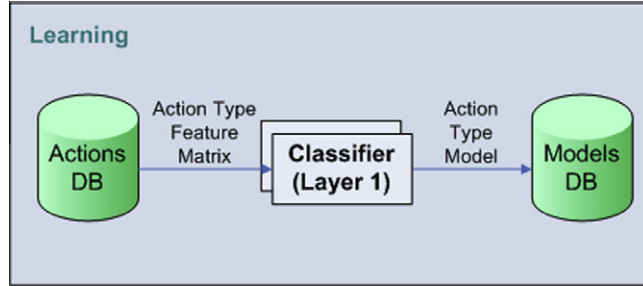 Learning
Actions
DB
Action Type
Feature
Matrix
Classifier
(Layer 1)
Action
Type
Model
Models
DB